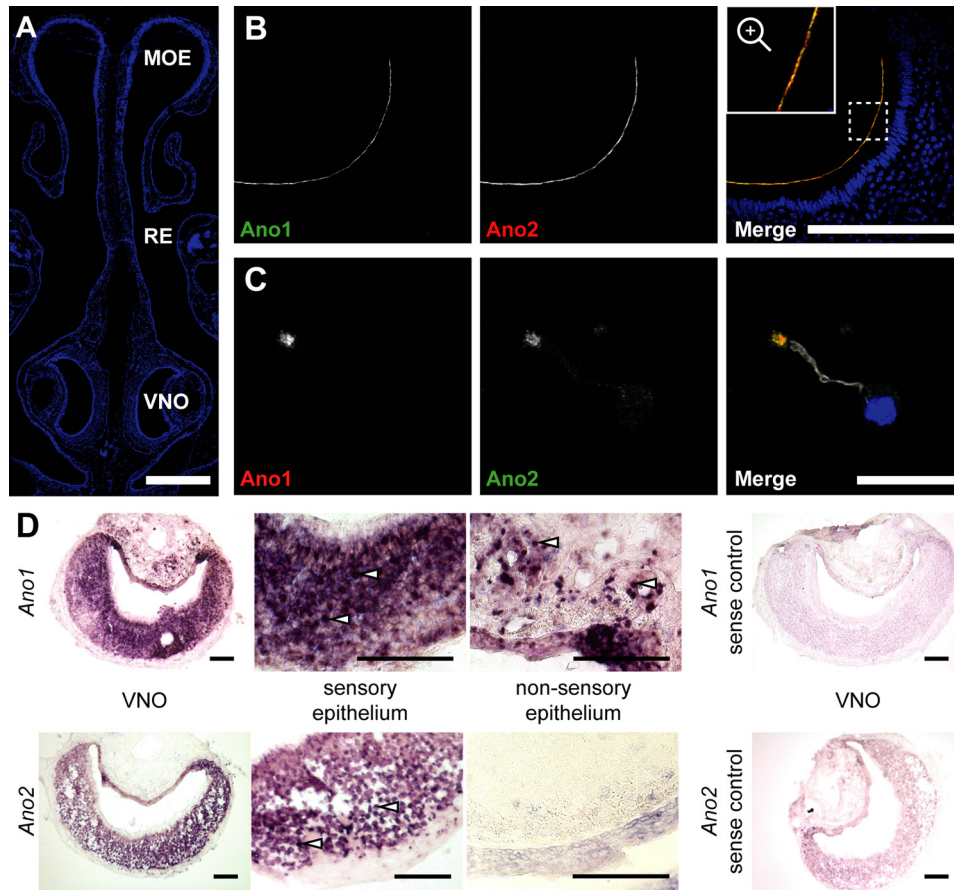 A
MOE
RE
VNO
B
Ano1
Ano2
Merge
C
Ano1
Ano2
Merge
D
Ano1
VNO
sensory
epithelium
non-sensory
epithelium
Ano1
sense control
VNO
Ano2
Ano2
sense control